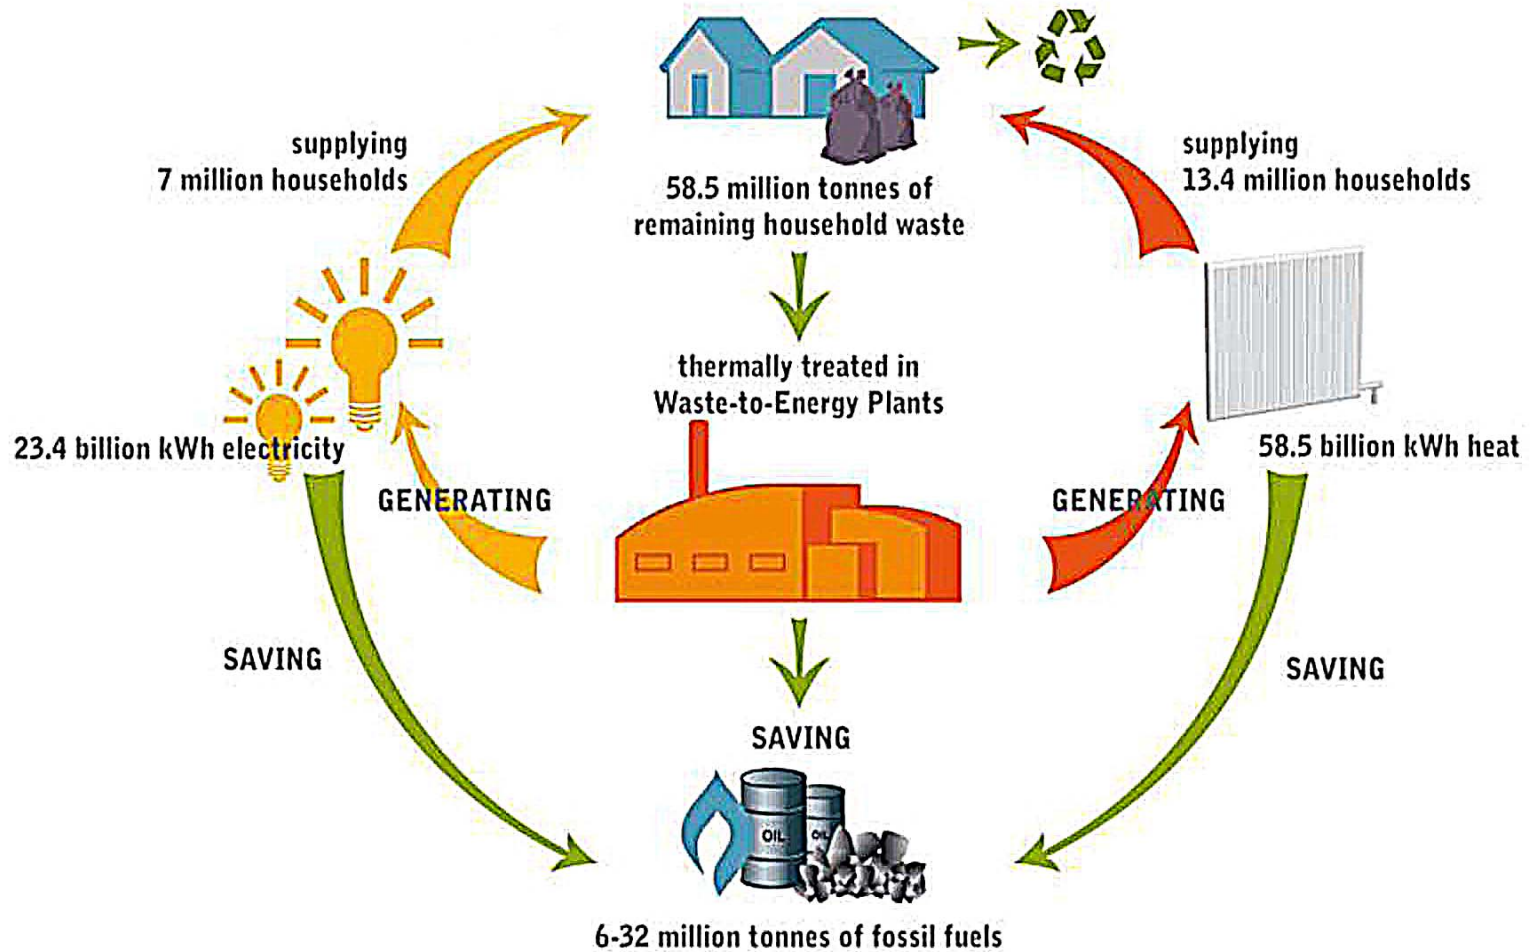 supplying
7 million households
58.5 million tonnes of
remaining household waste
supplying
13.4 million households
thermally treated in
Waste-to-Energy Plants
23.4 billion kWh electricity
58.5 billion kWh heat
GENERATING
GENERATING
SAVING
SAVING
SAVING
OIL
OIL
6-32 million tonnes of fossil fuels